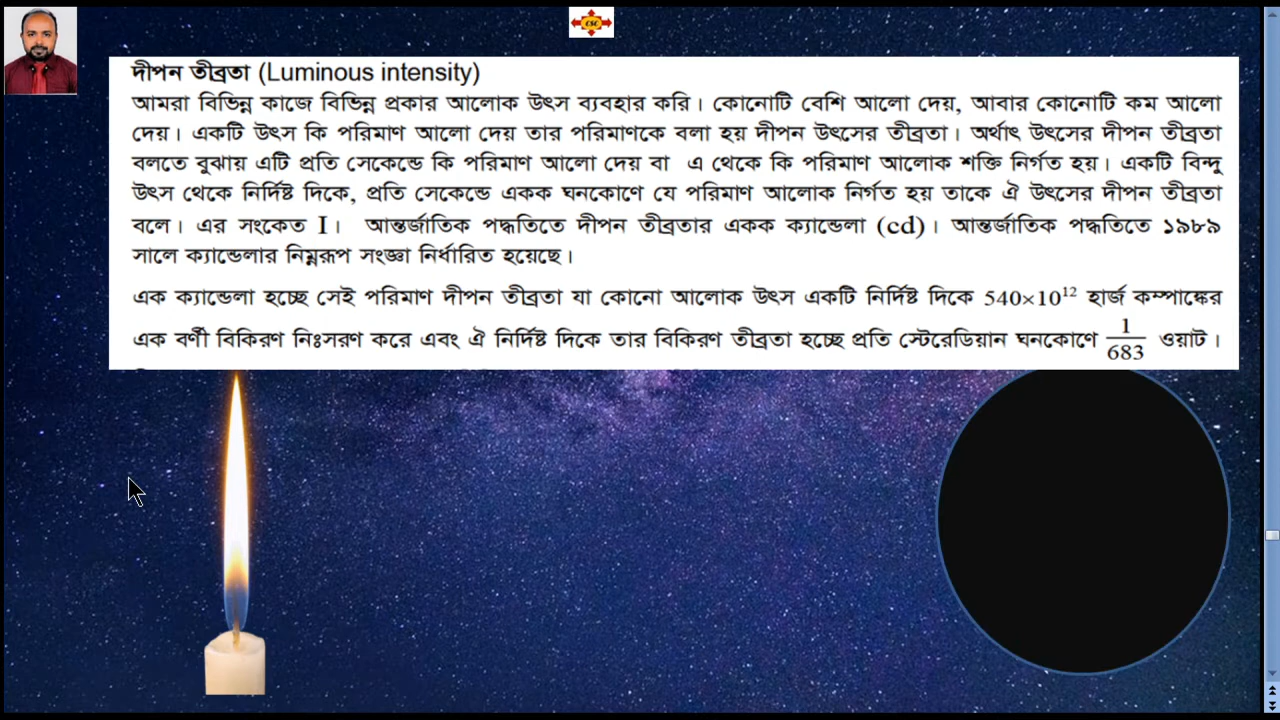 CSC
দীপন তীব্রতা (Luminous intensity)
আমরা বিভিন্ন কাজে বিভিন্ন প্রকার আলোক উৎস ব্যবহার করি। কোনোটি বেশি আলো দেয়, আবার কোনোটি কম আলো
দেয়। একটি উৎস কি পরিমাণ আলো দেয় তার পরিমাণকে বলা হয় দীপন উৎসের তীব্রতা। অর্থাৎ উৎসের দীপন তীব্রতা
বলতে বুঝায় এটি প্রতি সেকেন্ডে কি পরিমাণ আলো দেয় বা এ থেকে কি পরিমাণ আলোক শক্তি নির্গত হয়। একটি বিন্দু
উৎস থেকে নির্দিষ্ট দিকে, প্রতি সেকেন্ডে একক ঘনকোণে যে পরিমাণ আলোক নির্গত হয় তাকে ঐ উৎসের দীপন তীব্রতা
বলে। এর সংকেত I। আন্তর্জাতিক পদ্ধতিতে দীপন তীব্রতার একক ক্যান্ডেলা (cd)। আন্তর্জাতিক পদ্ধতিতে ১৯৮৯
সালে ক্যান্ডেলার নিম্নরূপ সংজ্ঞা নির্ধারিত হয়েছে।
এক ক্যান্ডেলা হচ্ছে সেই পরিমাণ দীপন তীব্রতা যা কোনো আলোক উৎস একটি নির্দিষ্ট দিকে 540×10¹² হার্জ কম্পাঙ্কের
এক বর্ণী বিকিরণ নিঃসরণ করে এবং ঐ নির্দিষ্ট দিকে তার বিকিরণ তীব্রতা হচ্ছে প্রতি স্টেরেডিয়ান ঘনকোণে 1/683 ওয়াট।